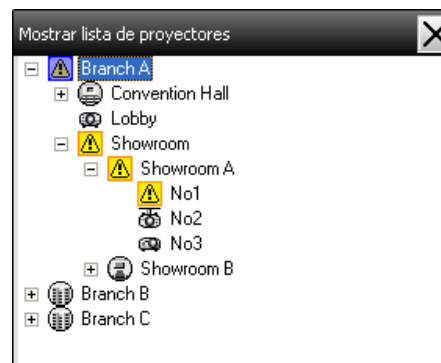 Mostrar lista de proyectores
Branch A
Convention Hall
Lobby
Showroom
Showroom A
No1
No2
No3
Showroom B
Branch B
Branch C